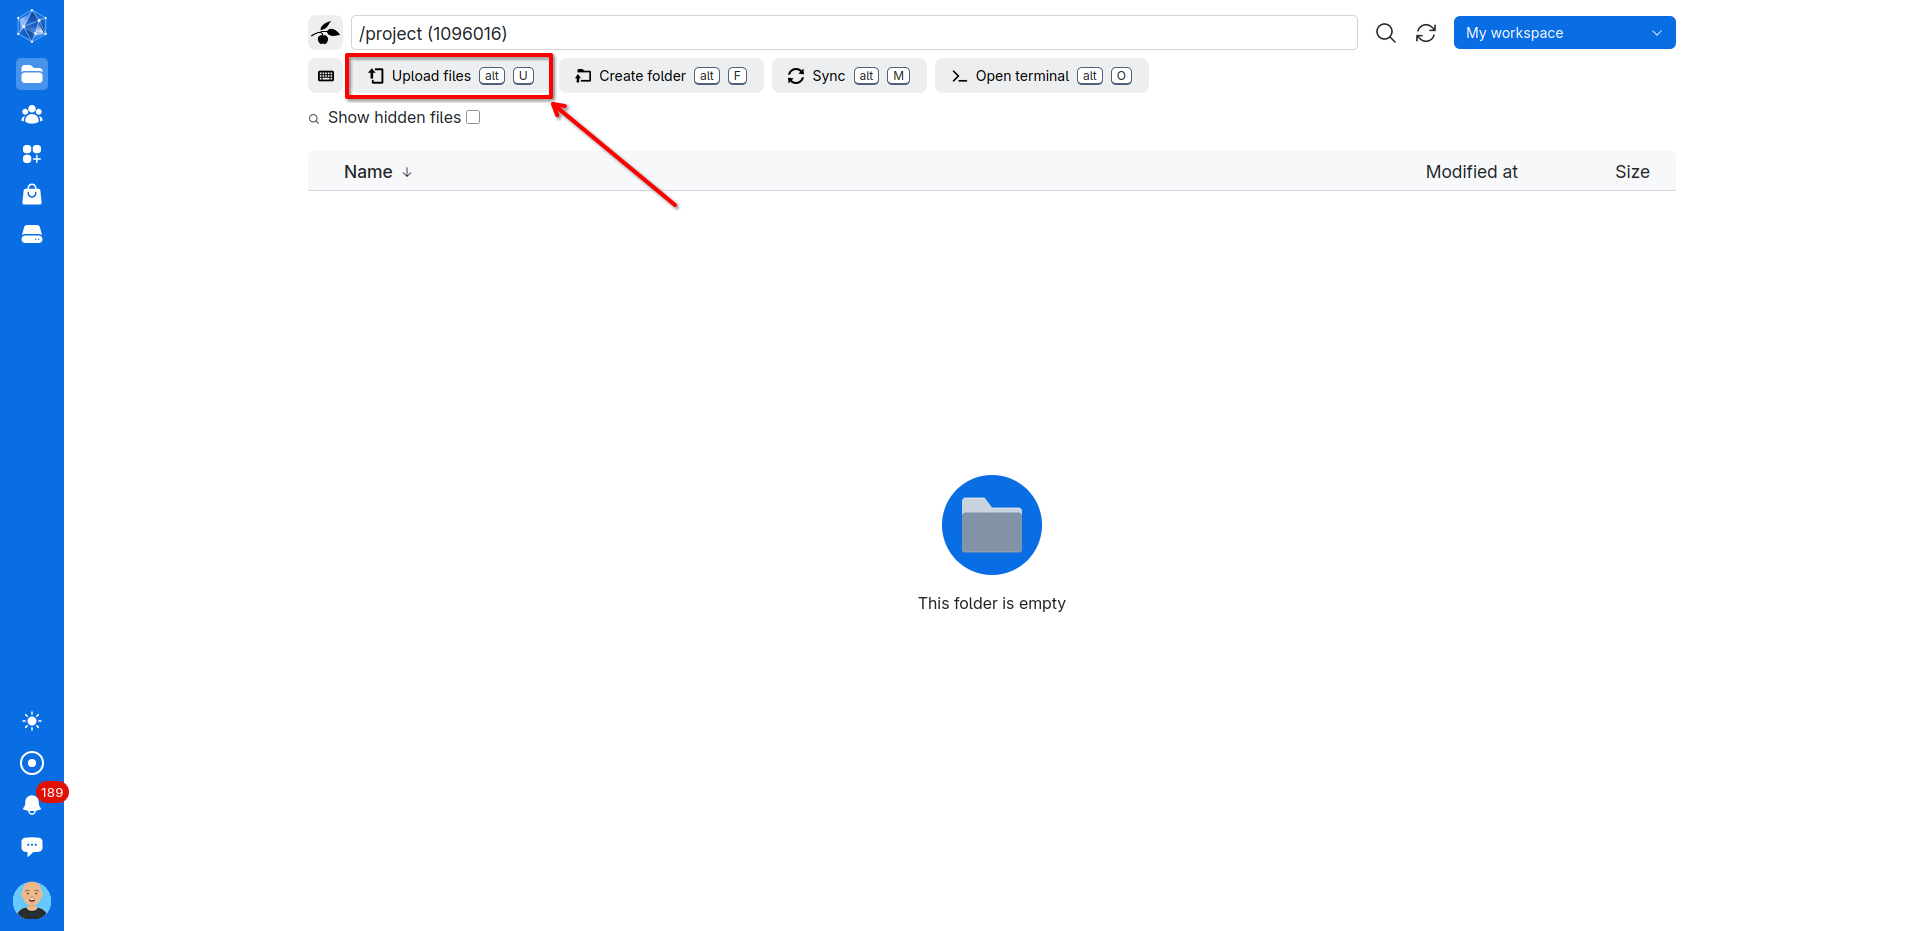 /project (1096016)
My workspace
Upload files alt U
Create folder alt F
Sync alt M
Open terminal alt O
Show hidden files
Name
Modified at
Size
This folder is empty
189